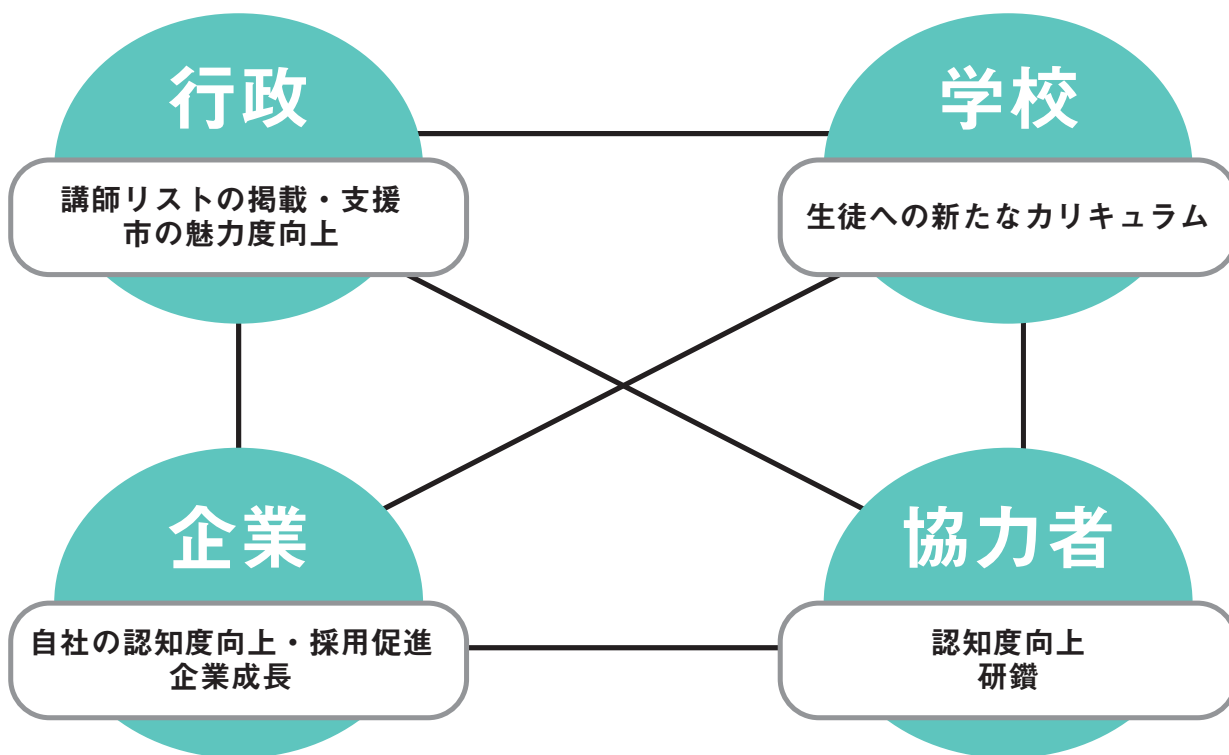 行政
講師リストの掲載・支援
市の魅力度向上
学校
生徒への新たなカリキュラム
企業
自社の認知度向上・採用促進
企業成長
協力者
認知度向上
研鑽